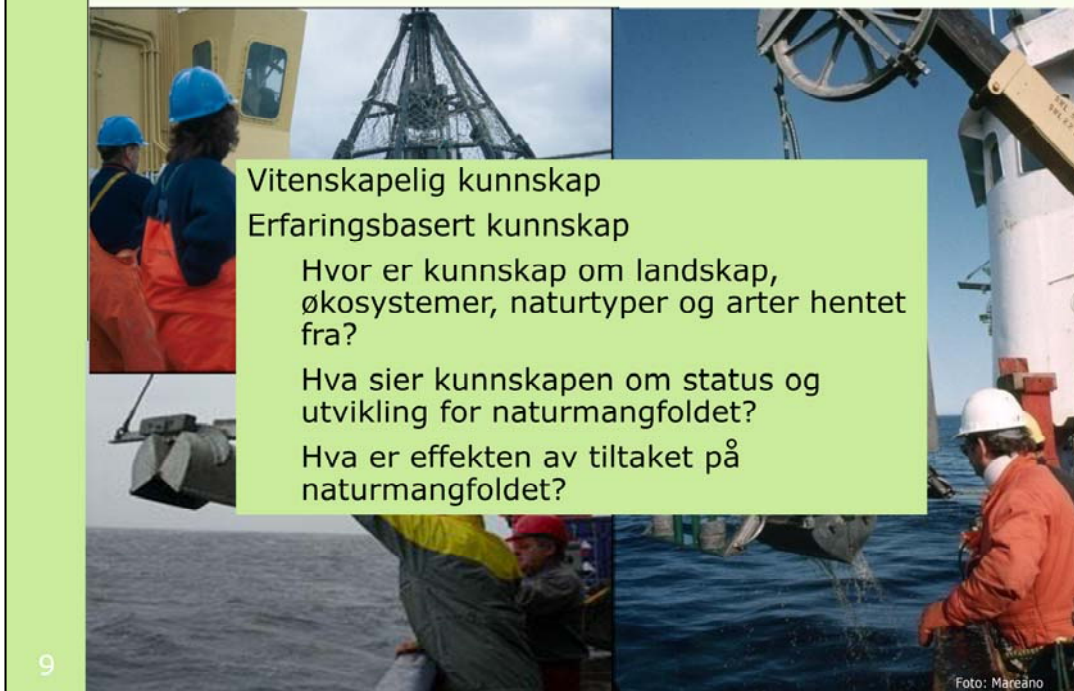 Vitenskapelig kunnskap
Erfaringsbasert kunnskap
Hvor er kunnskap om landskap,
økosystemer, naturtyper og arter hentet
fra?
Hva sier kunnskapen om status og
utvikling for naturmangfoldet?
Hva er effekten av tiltaket på
naturmangfoldet?
9
Foto: Mareano